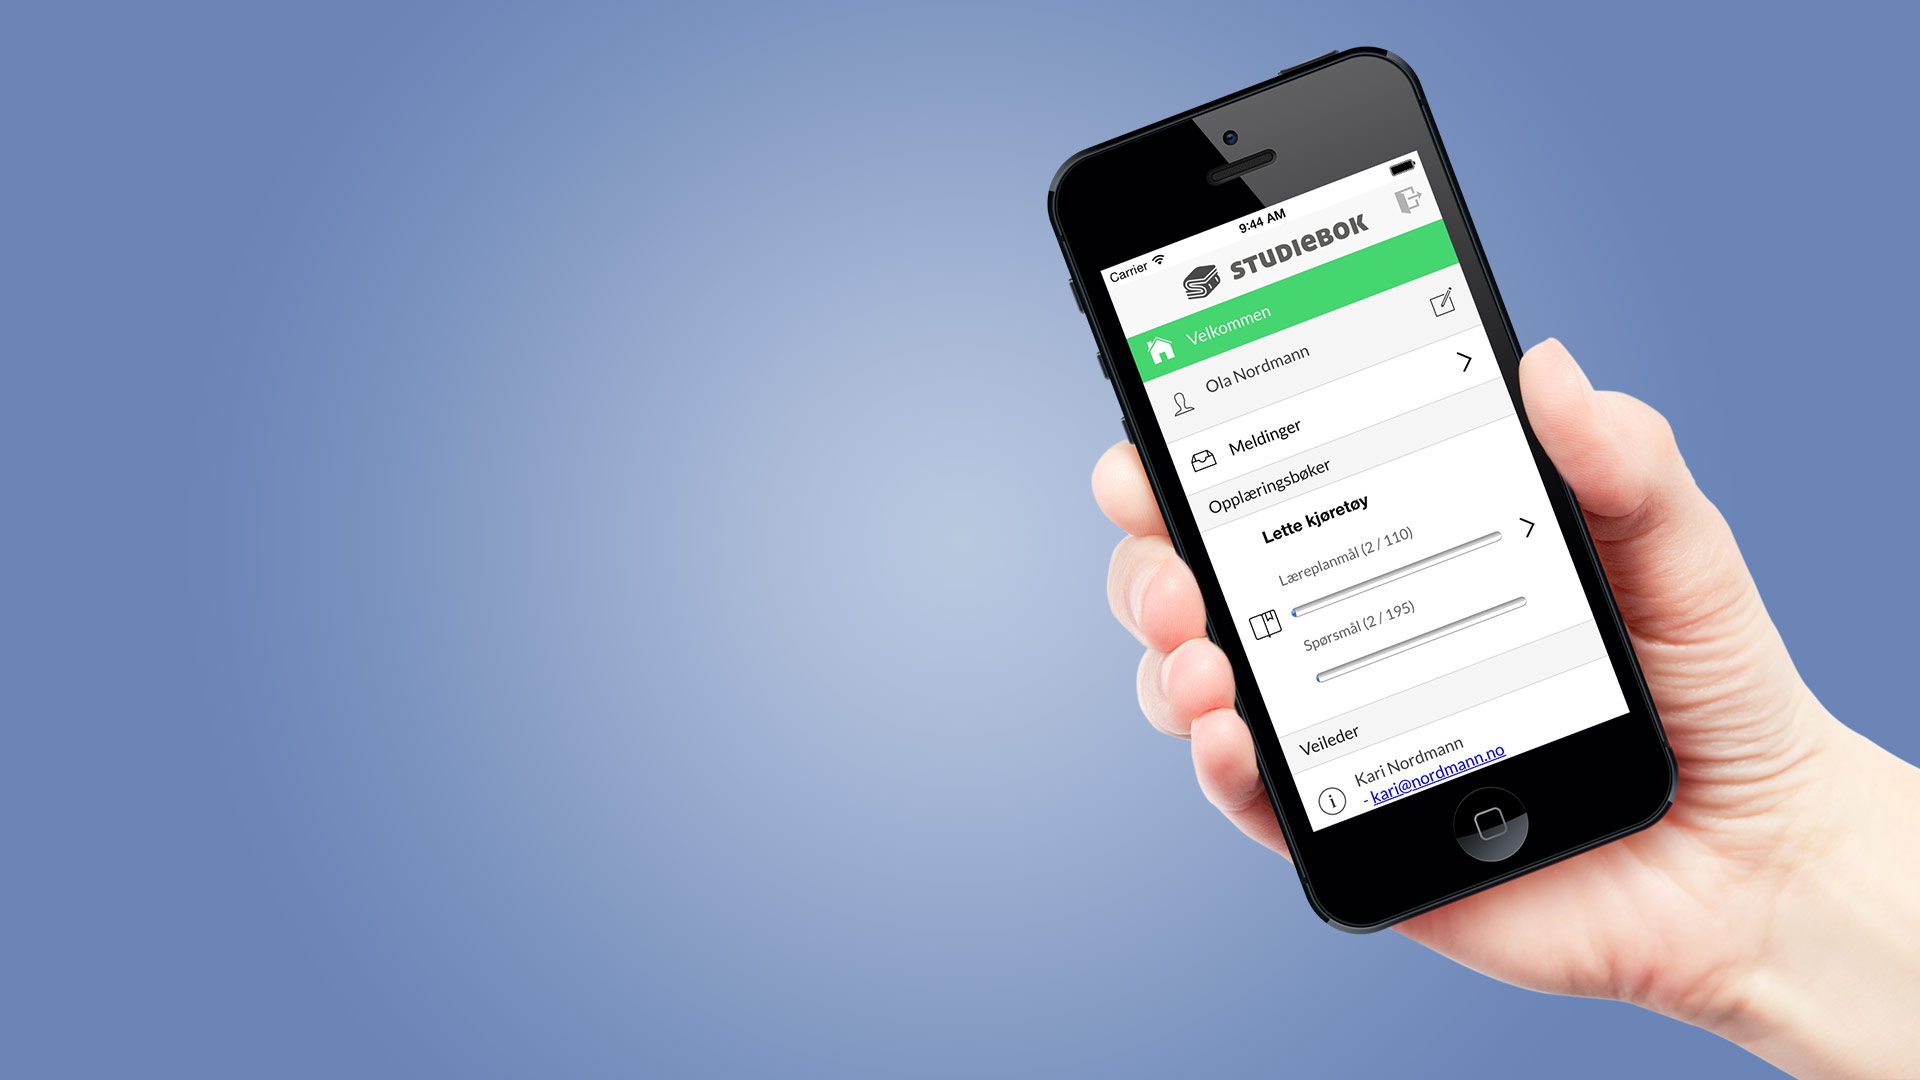 Carrier 9:44 AM
STUDIEBOK
Velkommen
Ola Nordmann
Meldinger
Opplæringsbøker
Lette kjøretøy
Læreplanmål (2 / 110)
Spørsmål (2 / 195)
Veileder
Kari Nordmann
- kari@nordmann.no